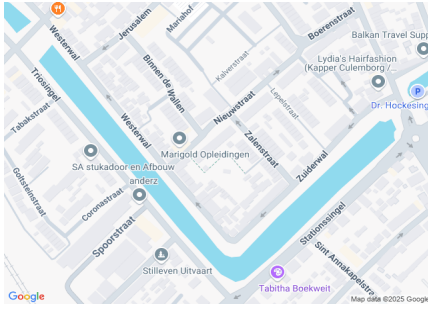 Westerwal
Jerusalem
Mariahof
Boerenstraat
Balkan Travel Supp
Triosingel
Binnen de Wallen
Kalverstraat
Lydia's Hairfashion
(Kapper Culemborg /...
Lepelstraat
P
Dr. Hockesing
Tabakstraat
Westerwal
Nieuwstraat
Zalenstraat
Marigold Opleidingen
SA stukadoor en Afbouw
anderz
Zuiderwal
Goltsteinstraat
Coronastraat
Spoorstraat
Stationssingel
Sint Annakapelstra
Stilleven Uitvaart
Tabitha Boekweit
Google
Map data ©2025 Google